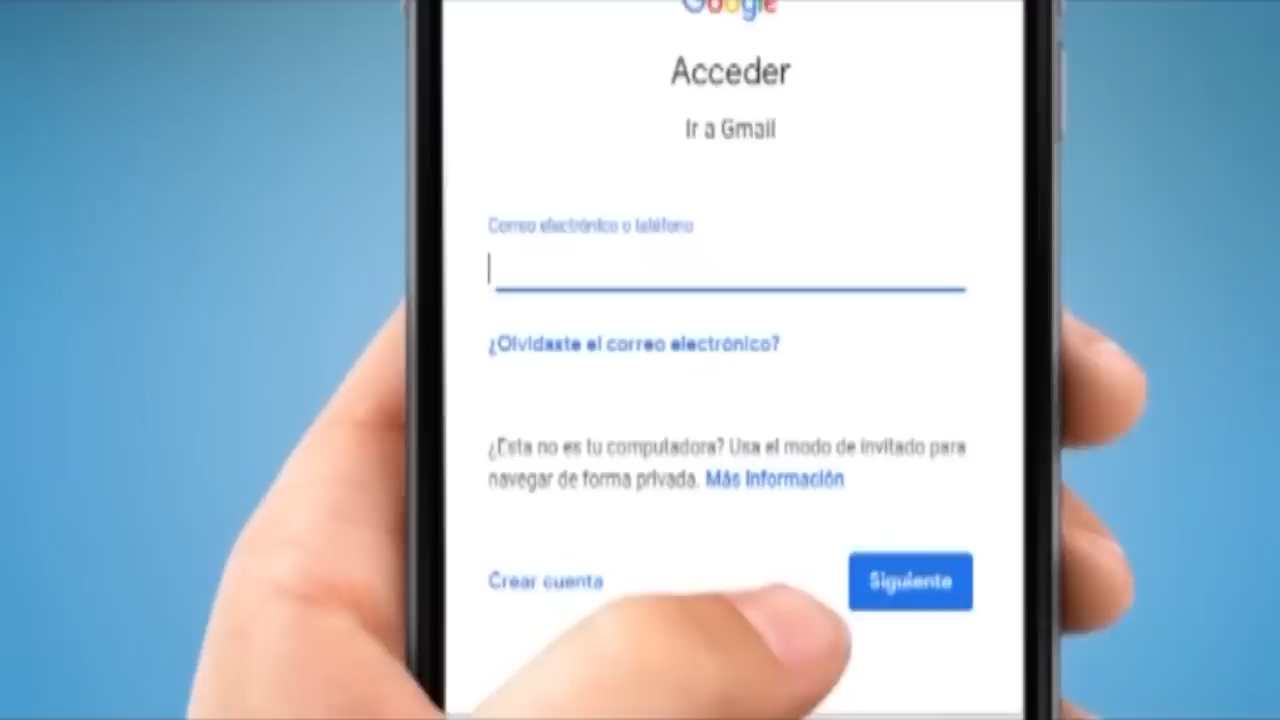 Google
Acceder
Ir a Gmail
Correo electrónico o teléfono
¿Olvidaste el correo electrónico?
¿Esta no es tu computadora? Usa el modo de invitado para
navegar de forma privada. Más información
Crear cuenta
Siguiente